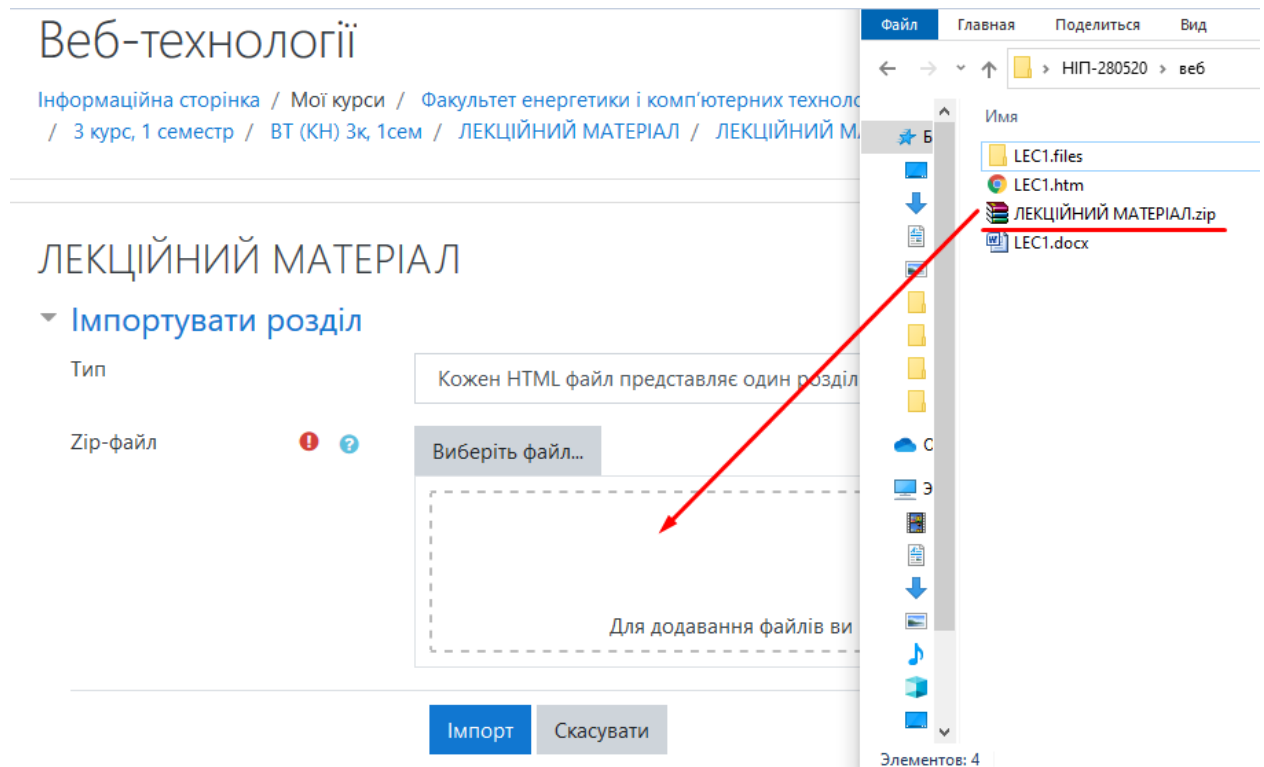 Веб-технології
Інформаційна сторінка / Мої курси / Факультет енергетики і комп'ютерних техноло
/ 3 курс, 1 семестр / ВТ (КН) 3к, 1сем / ЛЕКЦІЙНИЙ МАТЕРІАЛ / ЛЕКЦІЙНИЙ М
ЛЕКЦІЙНИЙ МАТЕРІАЛ
Імпортувати розділ
Тип
Кожен HTML файл представляє один розділ
Zip-файл
Виберіть файл...
Для додавання файлів ви
Імпорт Скасувати
Файл Главная Поделиться Вид
НІП-280520 › веб
Имя
Б
LEC1.files
LEC1.htm
ЛЕКЦІЙНИЙ МАТЕРІАЛ.zip
LEC1.docx
О
Э
Элементов: 4